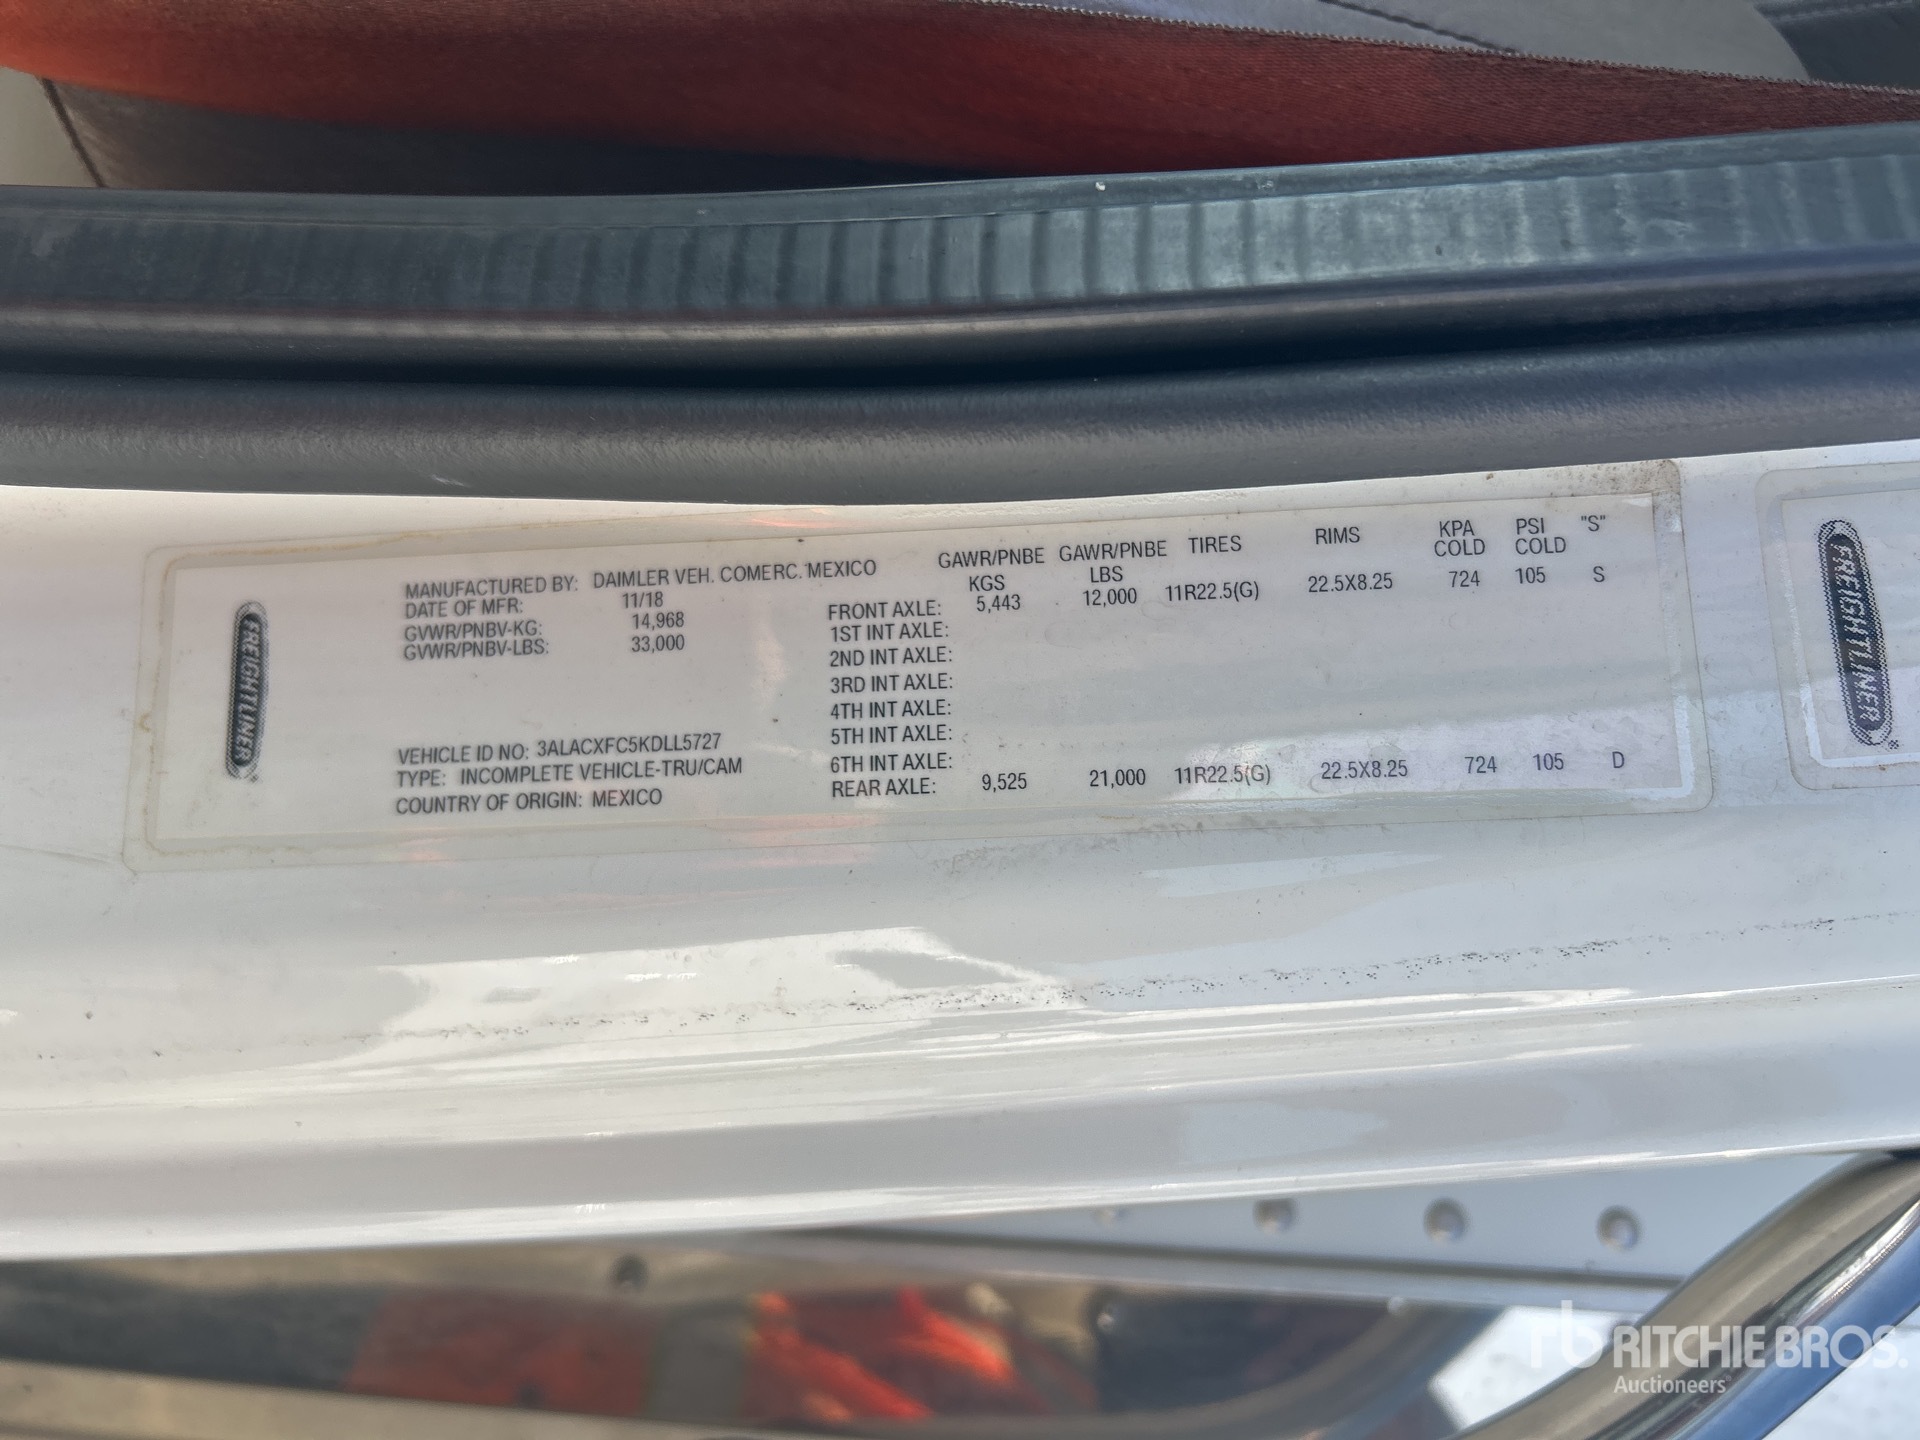 FREIGHTLINER
MANUFACTURED BY: DAIMLER VEH. COMERC. MEXICO
DATE OF MFR: 11/18
GVWR/PNBV-KG: 14,968
GVWR/PNBV-LBS: 33,000
VEHICLE ID NO: 3ALACXFC5KDLL5727
TYPE: INCOMPLETE VEHICLE-TRU/CAM
COUNTRY OF ORIGIN: MEXICO
GAWR/PNBE GAWR/PNBE TIRES RIMS KPA PSI "S"
KGS LBS COLD COLD
FRONT AXLE: 5,443 12,000 11R22.5(G) 22.5X8.25 724 105 S
1ST INT AXLE:
2ND INT AXLE:
3RD INT AXLE:
4TH INT AXLE:
5TH INT AXLE:
6TH INT AXLE:
REAR AXLE: 9,525 21,000 11R22.5(G) 22.5X8.25 724 105 D
FREIGHTLINER
rb RITCHIE BROS.
Auctioneers